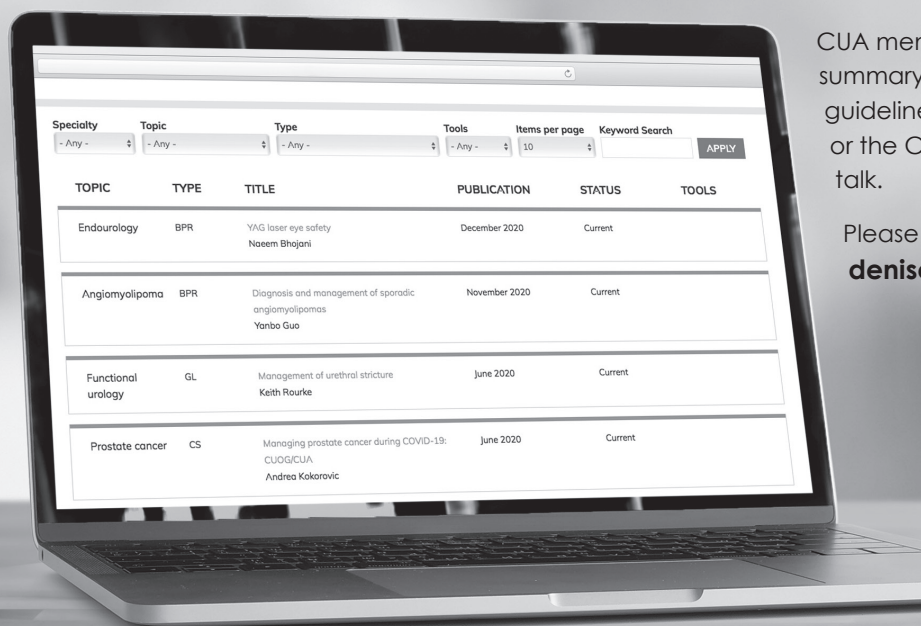 Specialty Topic Type Tools Items per page Keyword Search
- Any - - Any - - Any - - Any - 10 APPLY
TOPIC TYPE TITLE PUBLICATION STATUS TOOLS
Endourology BPR YAG laser eye safety December 2020 Current
Naeem Bhojani
Angiomyolipoma BPR Diagnosis and management of sporadic November 2020 Current
angiomyolipomas
Yanbo Guo
Functional GL Management of urethral stricture June 2020 Current
urology Keith Rourke
Prostate cancer CS Managing prostate cancer during COVID-19: June 2020 Current
CUOG/CUA
Andrea Kokorovic
CUA
summary
or the
talk.
Please